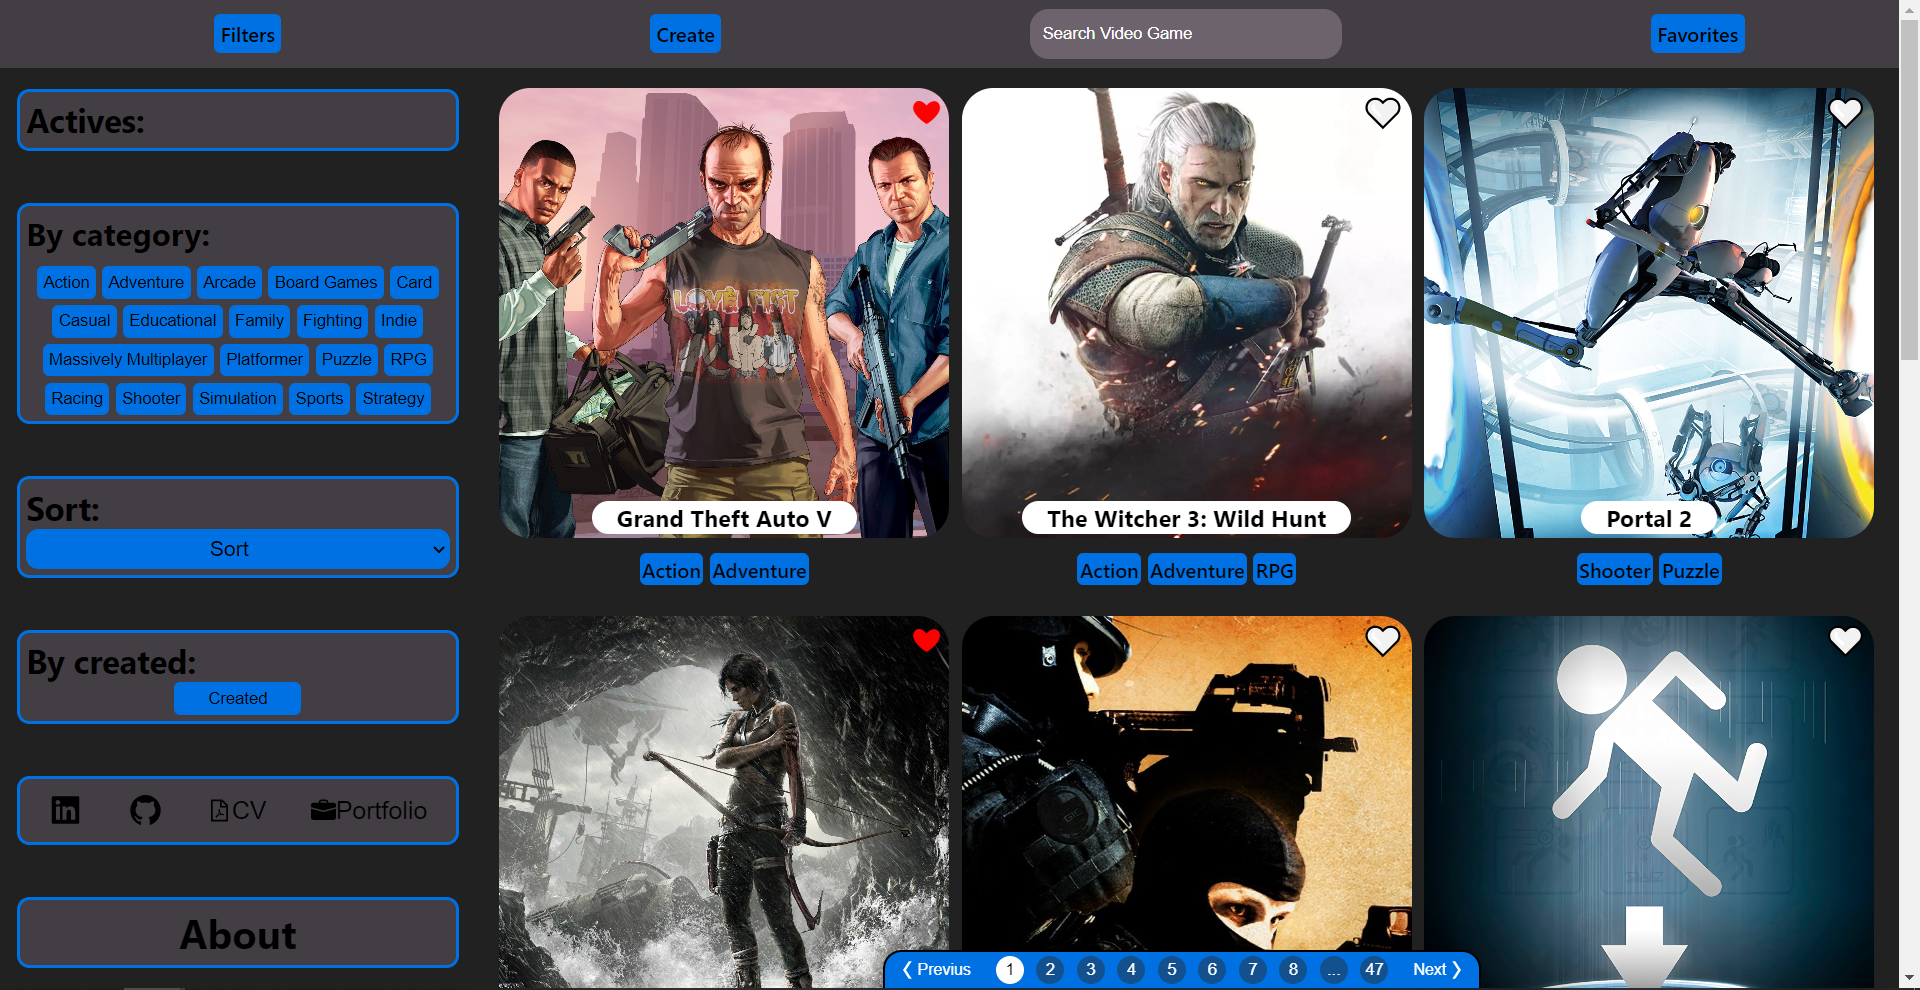 Filters
Create
Search Video Game
Favorites
Actives:
By category:
Action Adventure Arcade Board Games Card
Casual Educational Family Fighting Indie
Massively Multiplayer Platformer Puzzle RPG
Racing Shooter Simulation Sports Strategy
Sort:
Sort
By created:
Created
CV
Portfolio
About
LOVE FIST
Grand Theft Auto V
Action Adventure
The Witcher 3: Wild Hunt
Action Adventure RPG
Portal 2
Shooter Puzzle
❮ Previus 1 2 3 4 5 6 7 8 ... 47 Next ❯